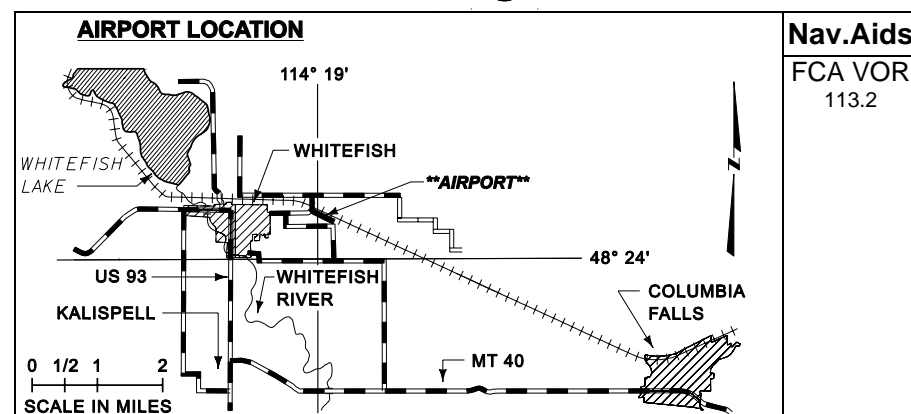 AIRPORT LOCATION
Nav.Aids
FCA VOR
113.2
114° 19'
N
WHITEFISH
WHITEFISH
LAKE
**AIRPORT**
48° 24'
US 93
WHITEFISH
RIVER
COLUMBIA
FALLS
KALISPELL
MT 40
0 1/2 1 2
SCALE IN MILES